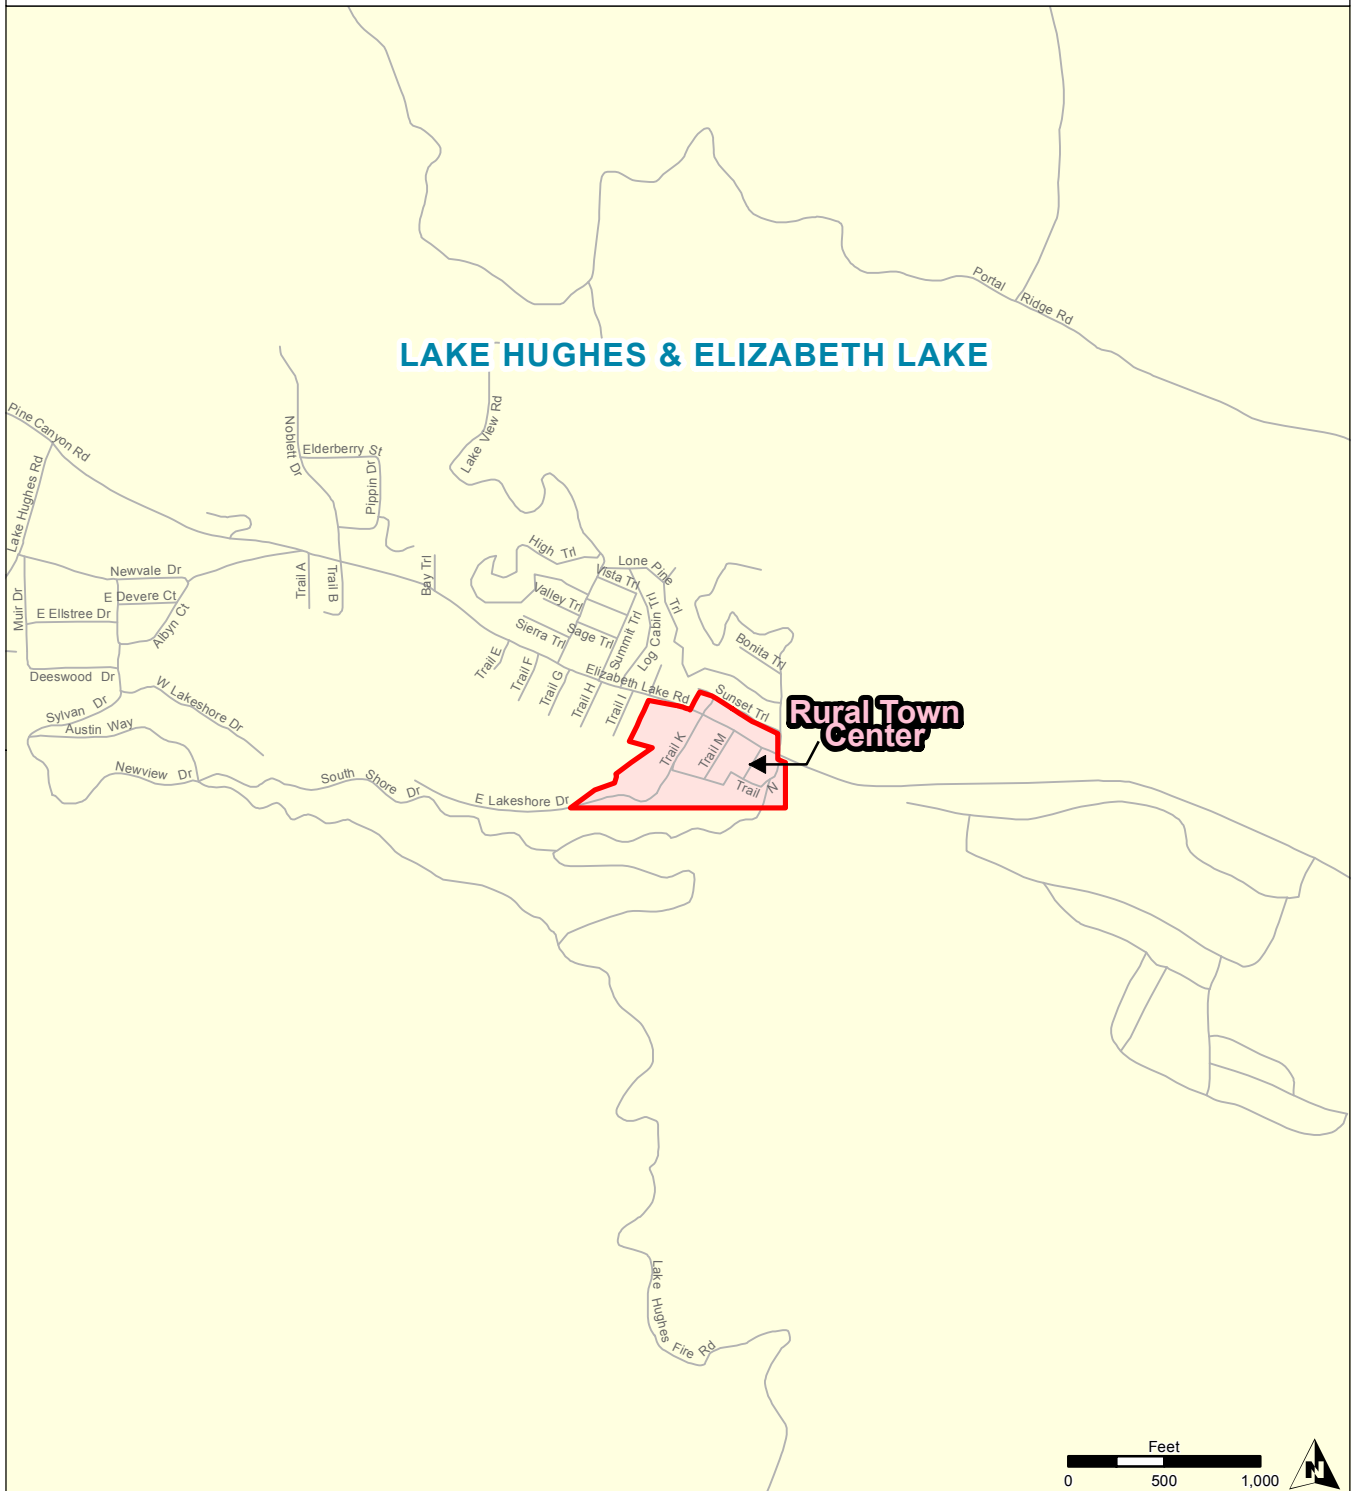 Portal Ridge Rd
LAKE HUGHES & ELIZABETH LAKE
Pine Canyon Rd
Lake View Rd
Noblett Dr
Elderberry St
Pippin Dr
Lake Hughes Rd
High Trl
Lone Pine Trl
Vista Trl
Newvale Dr
Trail A
Trail B
Bay Trl
Valley Trl
E Devere Ct
Muir Dr
E Ellstree Dr
Albyn Ct
Sierra Trl
Sage Trl
Summit Trl
Log Cabin Trl
Bonita Trl
Trail E
Trail F
Trail G
Trail H
Trail I
Elizabeth Lake Rd
Sunset Trl
Deeswood Dr
W Lakeshore Dr
Sylvan Dr
Austin Way
Rural Town
Center
Trail K
Trail M
Trail N
Newview Dr
South Shore Dr
E Lakeshore Dr
Lake Hughes Fire Rd
Feet
0 500 1,000
N